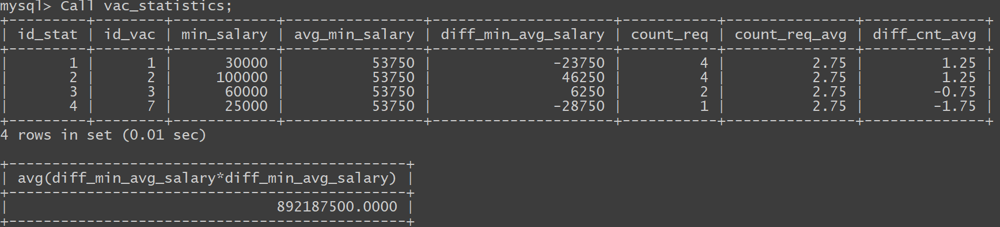 mysql> Call vac_statistics;
+---------+--------+------------+----------------+---------------------+-----------+---------------+--------------+
| id_stat | id_vac | min_salary | avg_min_salary | diff_min_avg_salary | count_req | count_req_avg | diff_cnt_avg |
+---------+--------+------------+----------------+---------------------+-----------+---------------+--------------+
|       1 |      1 |      30000 |          53750 |              -23750 |         4 |          2.75 |         1.25 |
|       2 |      2 |     100000 |          53750 |               46250 |         4 |          2.75 |         1.25 |
|       3 |      3 |      60000 |          53750 |                6250 |         2 |          2.75 |        -0.75 |
|       4 |      7 |      25000 |          53750 |              -28750 |         1 |          2.75 |        -1.75 |
+---------+--------+------------+----------------+---------------------+-----------+---------------+--------------+
4 rows in set (0.01 sec)

+----------------------------------------------+
| avg(diff_min_avg_salary*diff_min_avg_salary) |
+----------------------------------------------+
|                               892187500.0000 |
+----------------------------------------------+